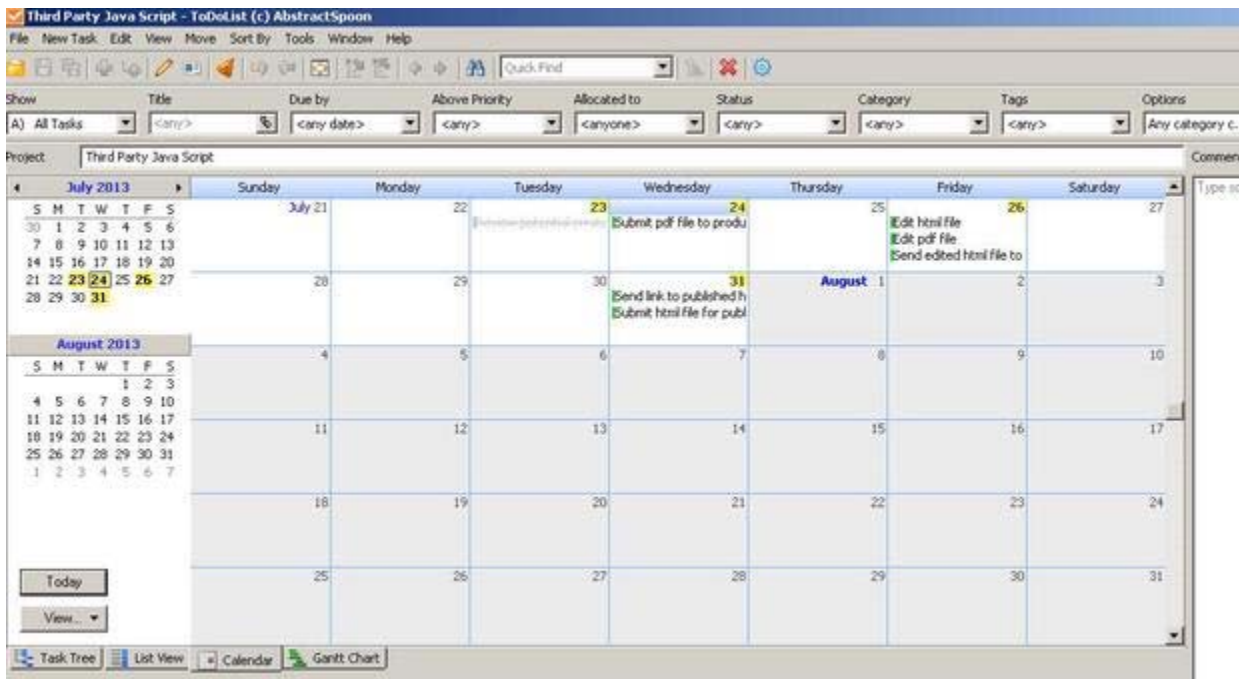 Third Party Java Script - ToDoList (c) AbstractSpoon
File New Task Edit View Move Sort By Tools Window Help
Quick Find
Show Title Due by Above Priority Allocated to Status Category Tags Options
A) All Tasks <any> <any date> <any> <anyone> <any> <any> <any> Any category c.
Project Third Party Java Script Commen
July 2013
S M T W T F S
30 1 2 3 4 5 6
7 8 9 10 11 12 13
14 15 16 17 18 19 20
21 22 23 24 25 26 27
28 29 30 31
August 2013
S M T W T F S
1 2 3
4 5 6 7 8 9 10
11 12 13 14 15 16 17
18 19 20 21 22 23 24
25 26 27 28 29 30 31
1 2 3 4 5 6 7
Today
View...
Sunday Monday Tuesday Wednesday Thursday Friday Saturday
Type so
July 21 22 23 24 25 26 27
Submit pdf file to produ
Edit html file
Edit pdf file
Send edited html file to
28 29 30 31 August 1 2 3
Send link to published h
Submit html file for publ
4 5 6 7 8 9 10
11 12 13 14 15 16 17
18 19 20 21 22 23 24
25 26 27 28 29 30 31
Task Tree List View Calendar Gantt Chart